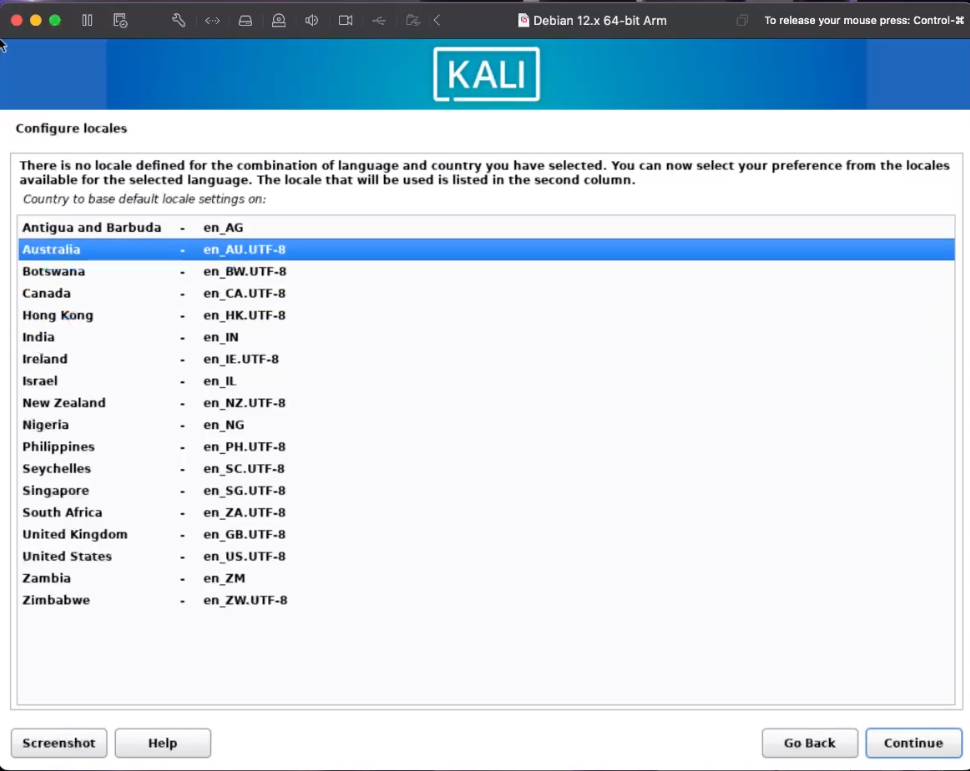 Debian 12.x 64-bit Arm
To release your mouse press: Control-⌘
KALI
Configure locales
There is no locale defined for the combination of language and country you have selected. You can now select your preference from the locales
available for the selected language. The locale that will be used is listed in the second column.
Country to base default locale settings on:
Antigua and Barbuda - en_AG
Australia - en_AU.UTF-8
Botswana - en_BW.UTF-8
Canada - en_CA.UTF-8
Hong Kong - en_HK.UTF-8
India - en_IN
Ireland - en_IE.UTF-8
Israel - en_IL
New Zealand - en_NZ.UTF-8
Nigeria - en_NG
Philippines - en_PH.UTF-8
Seychelles - en_SC.UTF-8
Singapore - en_SG.UTF-8
South Africa - en_ZA.UTF-8
United Kingdom - en_GB.UTF-8
United States - en_US.UTF-8
Zambia - en_ZM
Zimbabwe - en_ZW.UTF-8
Screenshot
Help
Go Back
Continue